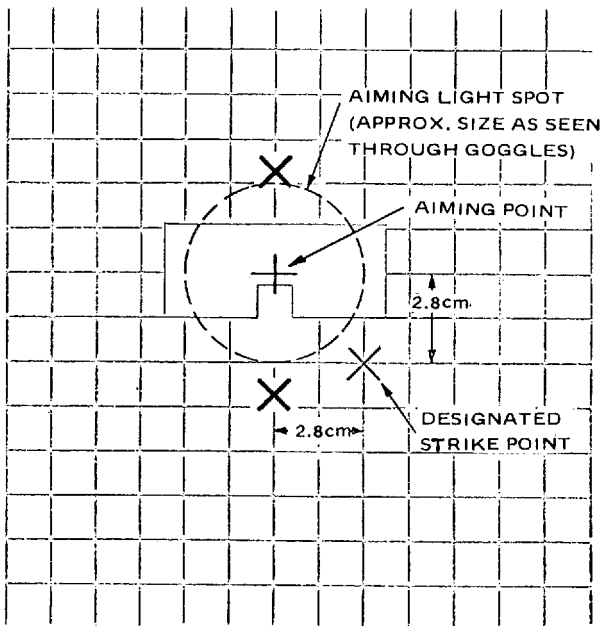 AIMING LIGHT SPOT
(APPROX. SIZE AS SEEN
THROUGH GOGGLES)
AIMING POINT
2.8cm
2.8cm
DESIGNATED
STRIKE POINT